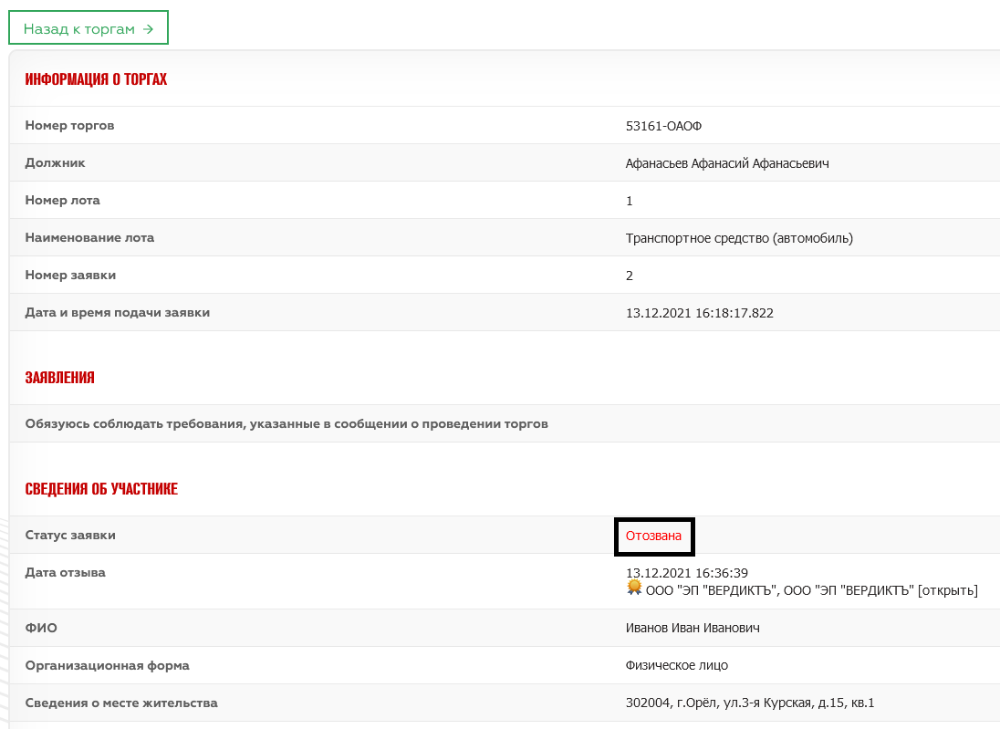 Назад к торгам →
ИНФОРМАЦИЯ О ТОРГАХ
Номер торгов 53161-ОАОФ
Должник Афанасьев Афанасий Афанасьевич
Номер лота 1
Наименование лота Транспортное средство (автомобиль)
Номер заявки 2
Дата и время подачи заявки 13.12.2021 16:18:17.822
ЗАЯВЛЕНИЯ
Обязуюсь соблюдать требования, указанные в сообщении о проведении торгов
СВЕДЕНИЯ ОБ УЧАСТНИКЕ
Статус заявки Отозвана
Дата отзыва 13.12.2021 16:36:39
ООО "ЭП "ВЕРДИКТЪ", ООО "ЭП "ВЕРДИКТЪ" [открыть]
ФИО Иванов Иван Иванович
Организационная форма Физическое лицо
Сведения о месте жительства 302004, г.Орёл, ул.3-я Курская, д.15, кв.1